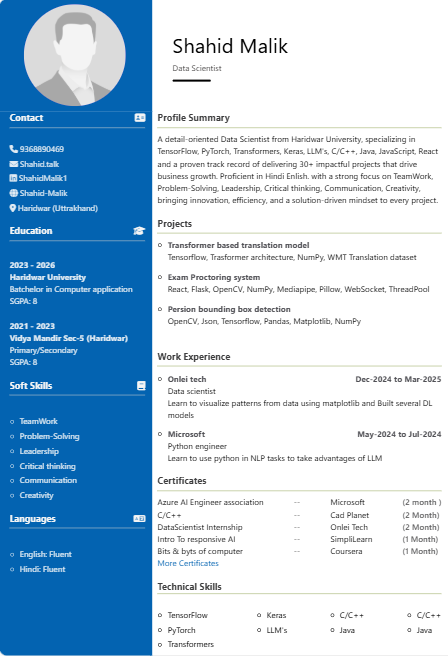 Shahid Malik
Data Scientist
Contact
9368890469
Shahid.talk
ShahidMalik1
Shahid-Malik
Haridwar (Uttrakhand)
Education
2023 - 2026
Haridwar University
Batchelor in Computer application
SGPA: 8
2021 - 2023
Vidya Mandir Sec-5 (Haridwar)
Primary/Secondary
SGPA: 8
Soft Skills
TeamWork
Problem-Solving
Leadership
Critical thinking
Communication
Creativity
Languages
English: Fluent
Hindi: Fluent
Profile Summary
A detail-oriented Data Scientist from Haridwar University, specializing in
TensorFlow, PyTorch, Transformers, Keras, LLM's, C/C++, Java, JavaScript, React
and a proven track record of delivering 30+ impactful projects that drive
business growth. Proficient in Hindi Enlish. with a strong focus on TeamWork,
Problem-Solving, Leadership, Critical thinking, Communication, Creativity,
bringing innovation, efficiency, and a solution-driven mindset to every project.
Projects
Transformer based translation model
Tensorflow, Trasformer architecture, NumPy, WMT Translation dataset
Exam Proctoring system
React, Flask, OpenCV, NumPy, Mediapipe, Pillow, WebSocket, ThreadPool
Persion bounding box detection
OpenCV, Json, Tensorflow, Pandas, Matplotlib, NumPy
Work Experience
Onlei tech Dec-2024 to Mar-2025
Data scientist
Learn to visualize patterns from data using matplotlib and Built several DL
models
Microsoft May-2024 to Jul-2024
Python engineer
Learn to use python in NLP tasks to take advantages of LLM
Certificates
Azure AI Engineer association -- Microsoft (2 month )
C/C++ -- Cad Planet (2 Month)
DataScientist Internship -- Onlei Tech (2 Month)
Intro To responsive AI -- SimpliLearn (1 Month)
Bits & byts of computer -- Coursera (1 Month)
More Certificates
Technical Skills
TensorFlow Keras C/C++ C/C++
PyTorch LLM's Java Java
Transformers